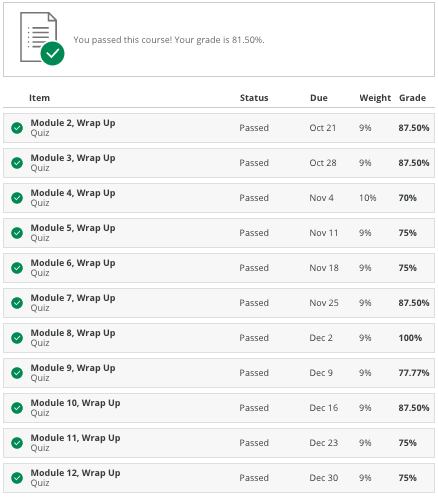 You passed this course! Your grade is 81.50%.
Item Status Due Weight Grade
Module 2, Wrap Up
Quiz Passed Oct 21 9% 87.50%
Module 3, Wrap Up
Quiz Passed Oct 28 9% 87.50%
Module 4, Wrap Up
Quiz Passed Nov 4 10% 70%
Module 5, Wrap Up
Quiz Passed Nov 11 9% 75%
Module 6, Wrap Up
Quiz Passed Nov 18 9% 75%
Module 7, Wrap Up
Quiz Passed Nov 25 9% 87.50%
Module 8, Wrap Up
Quiz Passed Dec 2 9% 100%
Module 9, Wrap Up
Quiz Passed Dec 9 9% 77.77%
Module 10, Wrap Up
Quiz Passed Dec 16 9% 87.50%
Module 11, Wrap Up
Quiz Passed Dec 23 9% 75%
Module 12, Wrap Up
Quiz Passed Dec 30 9% 75%